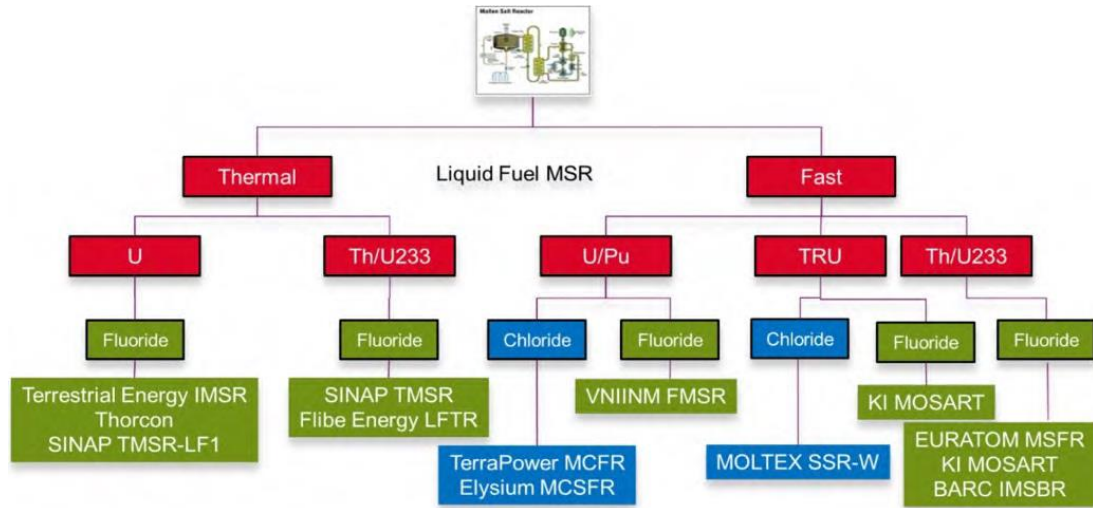 Molten Salt Reactor
Thermal
Liquid Fuel MSR
Fast
U
Th/U233
U/Pu
TRU
Th/U233
Fluoride
Fluoride
Chloride
Fluoride
Chloride
Fluoride
Fluoride
Terrestrial Energy IMSR
Thorcon
SINAP TMSR-LF1
SINAP TMSR
Flibe Energy LFTR
TerraPower MCFR
Elysium MCSFR
VNIINM FMSR
MOLTEX SSR-W
KI MOSART
EURATOM MSFR
KI MOSART
BARC IMSBR